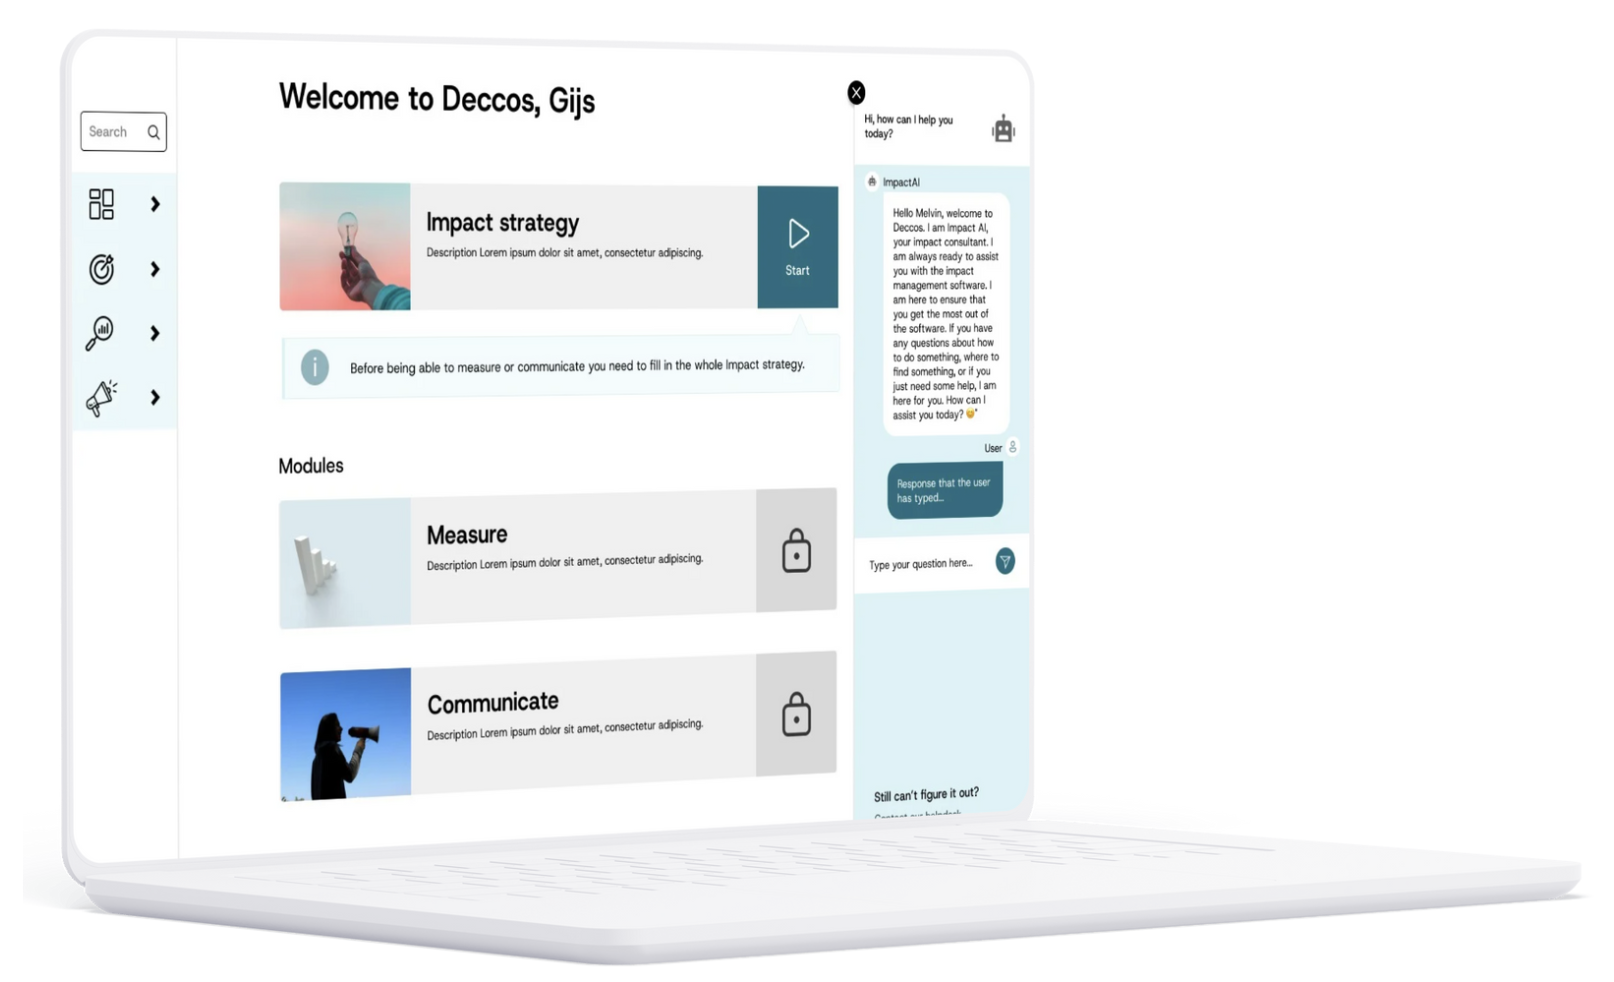 Search
Welcome to Deccos, Gijs
Impact strategy
Description Lorem ipsum dolor sit amet, consectetur adipiscing.
Start
i
Before being able to measure or communicate you need to fill in the whole Impact strategy.
Modules
Measure
Description Lorem ipsum dolor sit amet, consectetur adipiscing.
Communicate
Description Lorem ipsum dolor sit amet, consectetur adipiscing.
X
Hi, how can I help you
today?
ImpactAI
Hello Melvin, welcome to
Deccos. I am Impact AI,
your impact consultant. I
am always ready to assist
you with the impact
management software. I
am here to ensure that
you get the most out of
the software. If you have
any questions about how
to do something, where to
find something, or if you
just need some help, I am
here for you. How can I
assist you today? 😊"
User
Response that the user
has typed...
Type your question here...
Still can't figure it out?
Contact our helpdesk